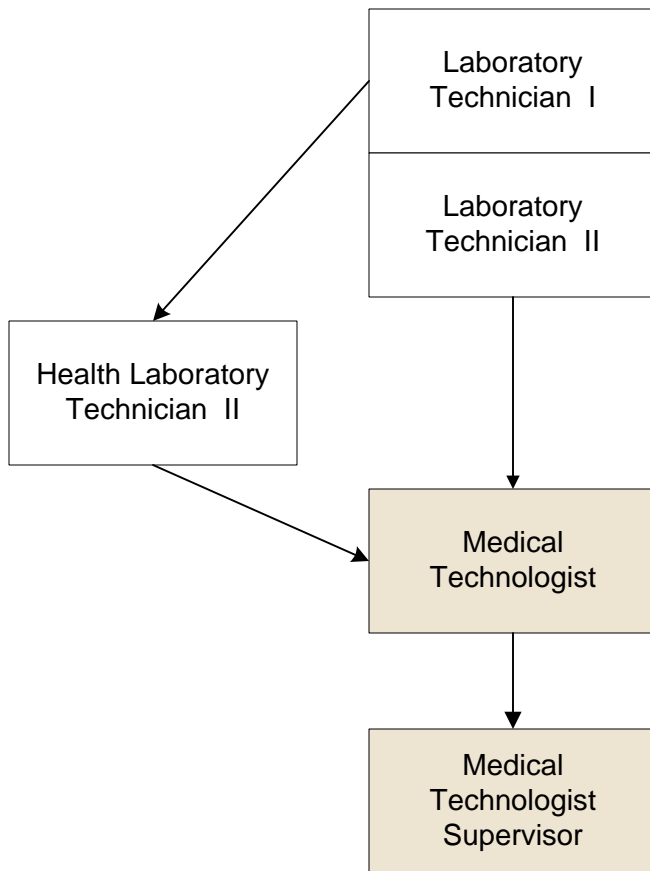 Laboratory
Technician I
Laboratory
Technician II
Health Laboratory
Technician II
Medical
Technologist
Medical
Technologist
Supervisor